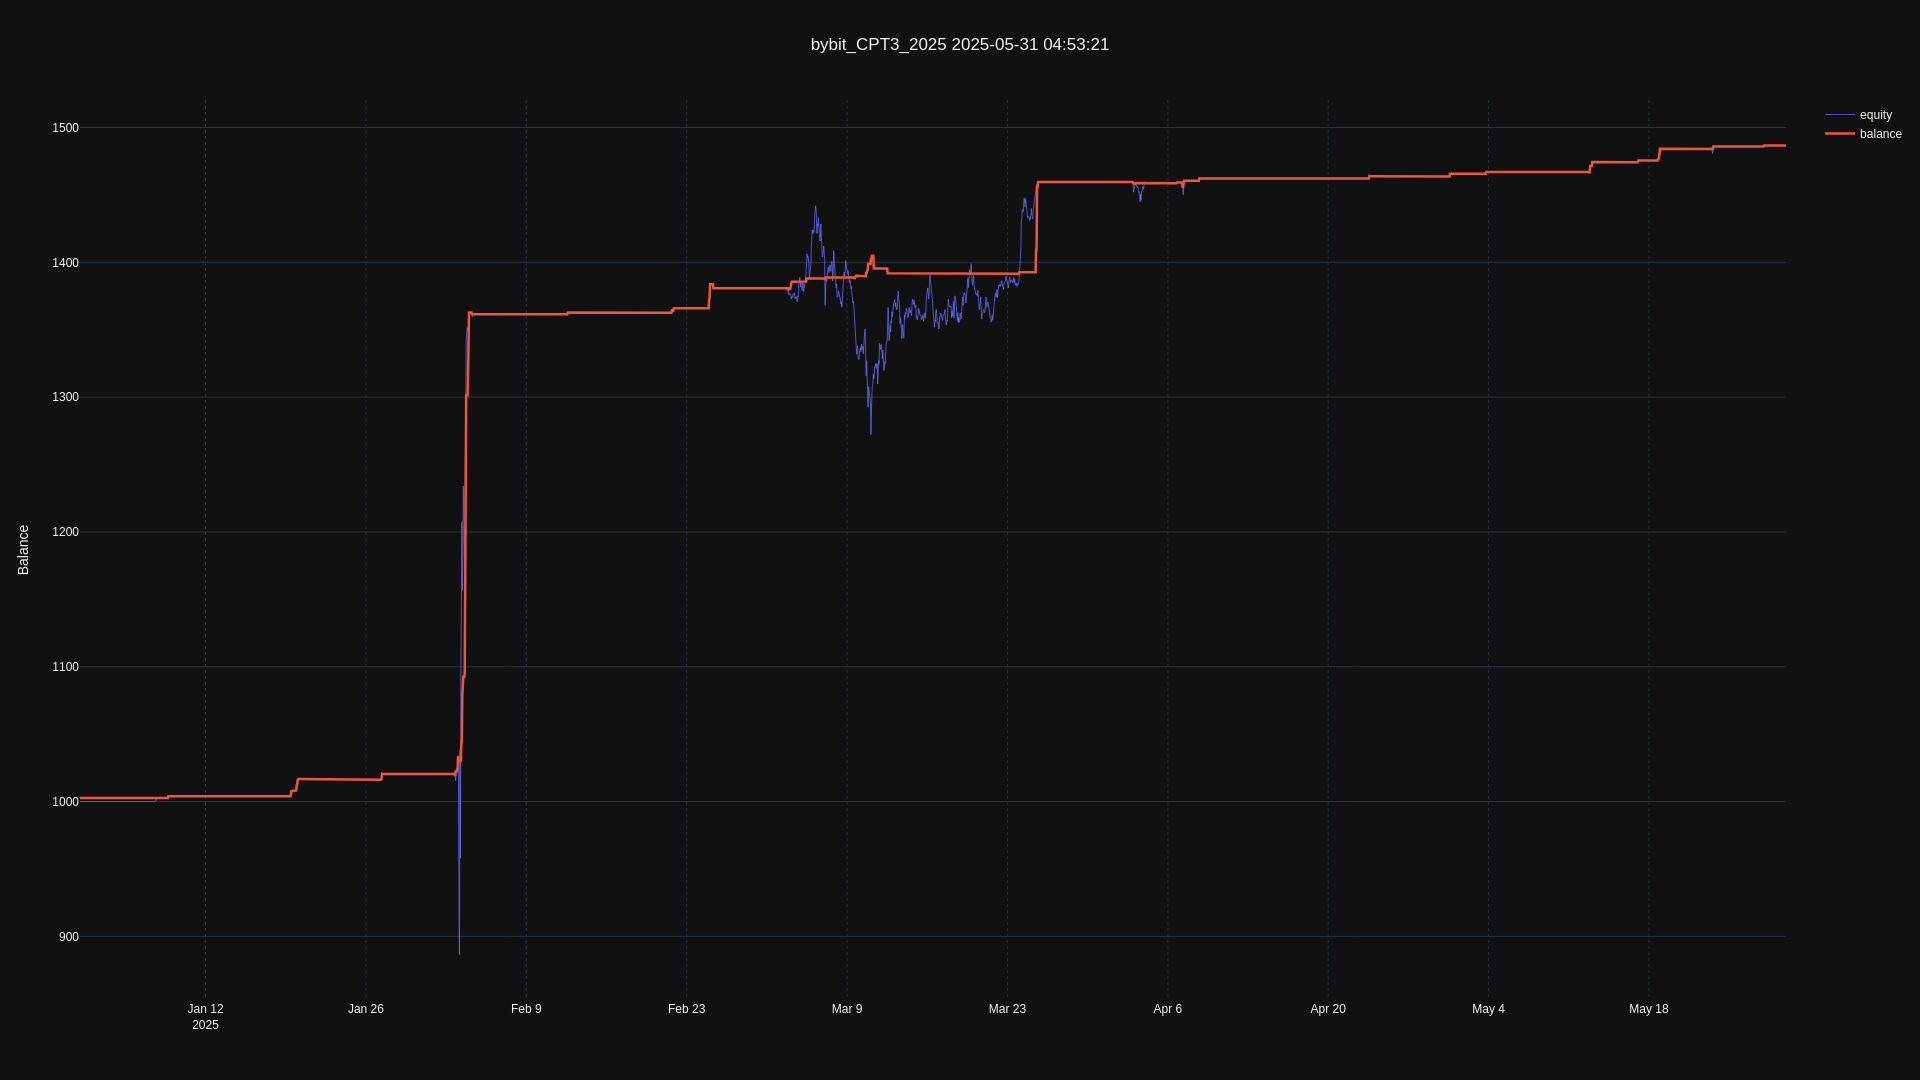 bybit_CPT3_2025 2025-05-31 04:53:21
equity
balance
1500
1400
1300
1200
1100
1000
900
Balance
Jan 12
2025
Jan 26
Feb 9
Feb 23
Mar 9
Mar 23
Apr 6
Apr 20
May 4
May 18